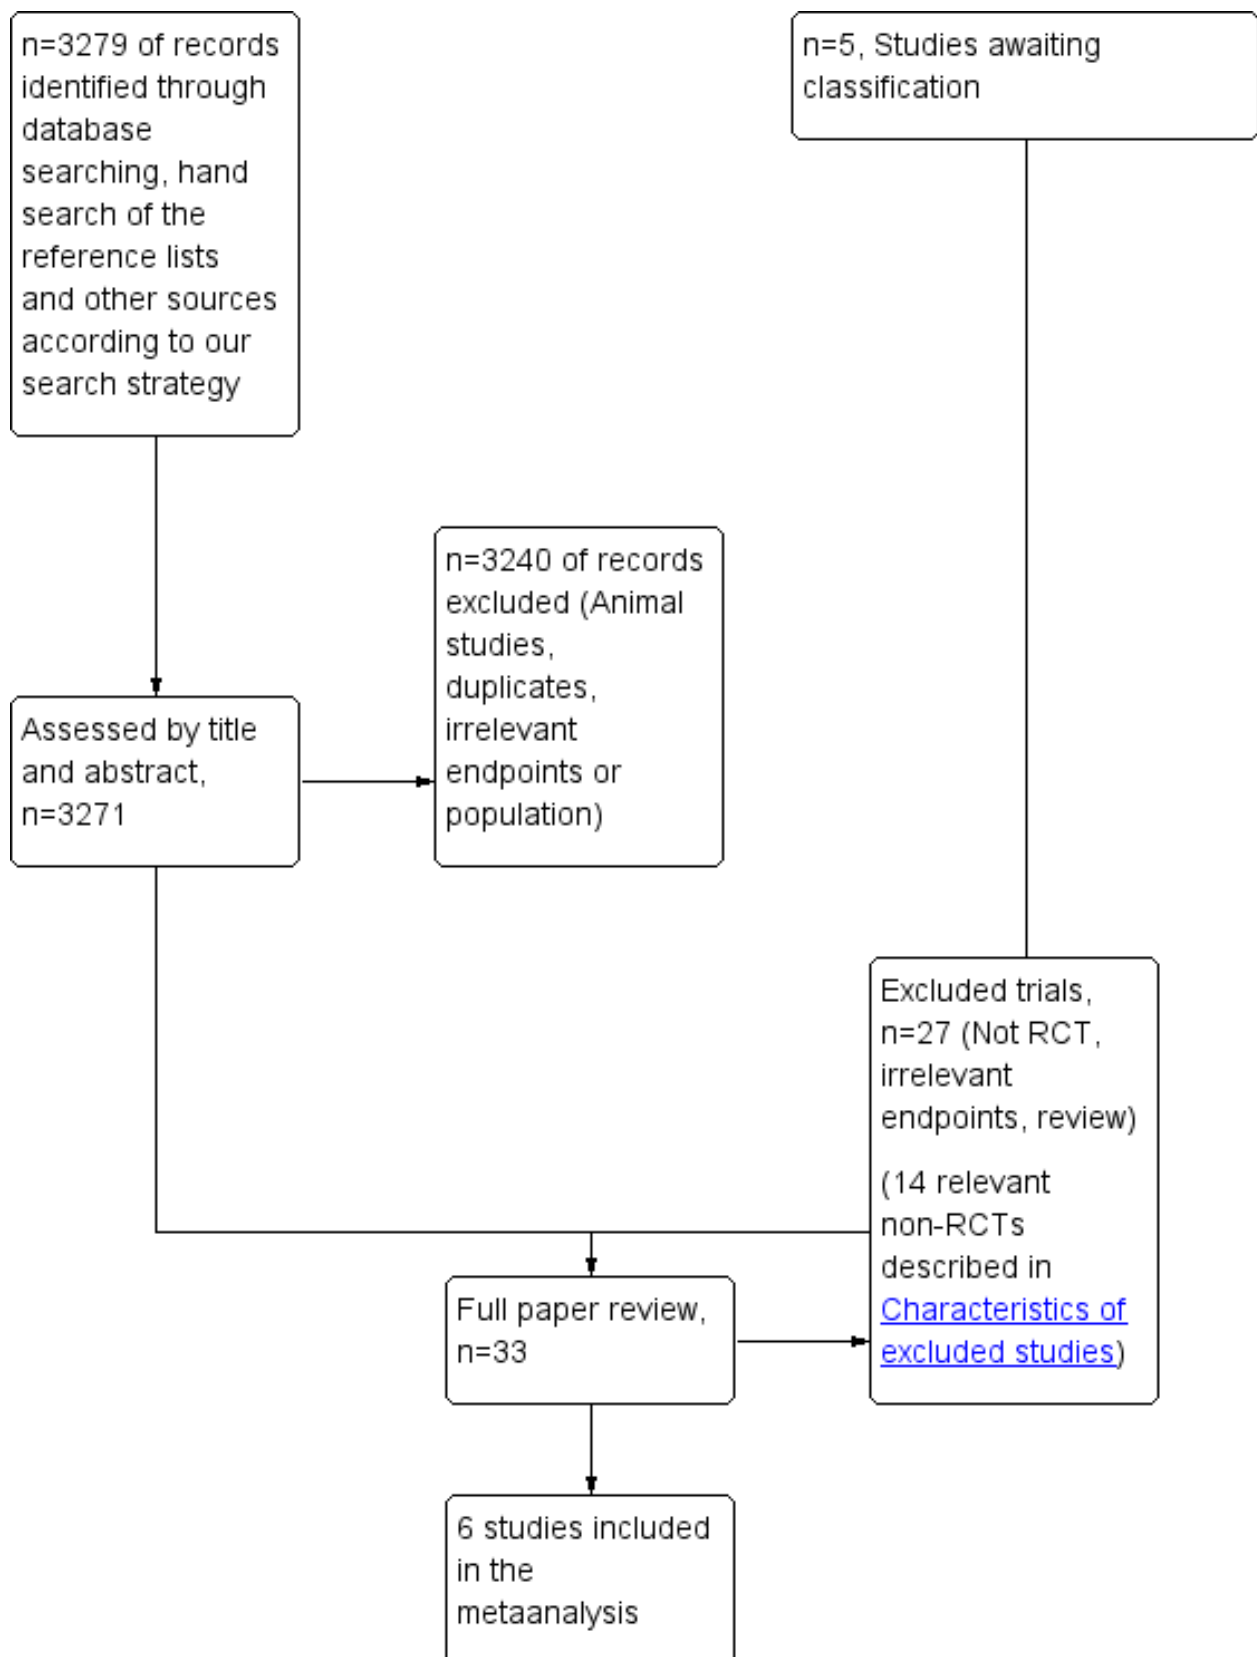 n=3279 of records
identified through
database
searching, hand
search of the
reference lists
and other sources
according to our
search strategy
n=5, Studies awaiting
classification
n=3240 of records
excluded (Animal
studies,
duplicates,
irrelevant
endpoints or
population)
Assessed by title
and abstract,
n=3271
Excluded trials,
n=27 (Not RCT,
irrelevant
endpoints, review)
(14 relevant
non-RCTs
described in
Characteristics of
excluded studies)
Full paper review,
n=33
6 studies included
in the
metaanalysis